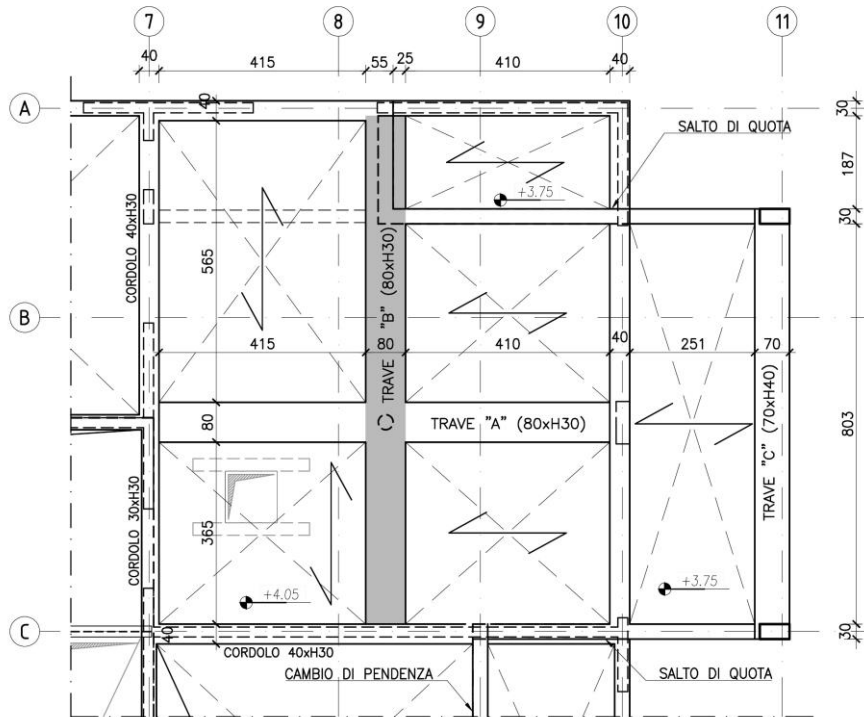 7 8 9 10 11
40 415 55 25 410 40
A
40
30
SALTO DI QUOTA
187
+3.75
30
CORDOLO 40xH30
565
TRAVE "B" (80xH30)
B
415 80 410 40 251 70
80
TRAVE "A" (80xH30)
TRAVE "C" (70xH40)
803
CORDOLO 30xH30
365
+4.05
+3.75
C
40
30
CORDOLO 40xH30
CAMBIO DI PENDENZA
SALTO DI QUOTA